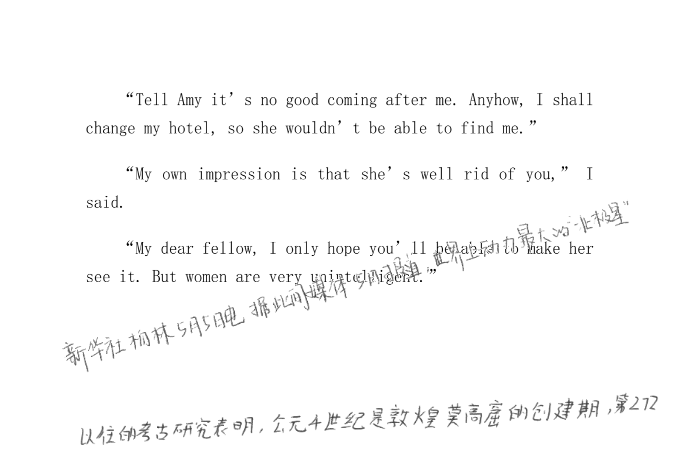 “Tell Amy it’s no good coming after me. Anyhow, I shall
change my hotel, so she wouldn’t be able to find me.”
“My own impression is that she’s well rid of you,” I
said.
“My dear fellow, I only hope you’ll be able to make her
see it. But women are very unintelligent.”
新华社柏林5月5日电 据此间媒体5日报道 世界上动力最大的“北极星”
以往的考古研究表明，公元4世纪是敦煌莫高窟的创建期，第272